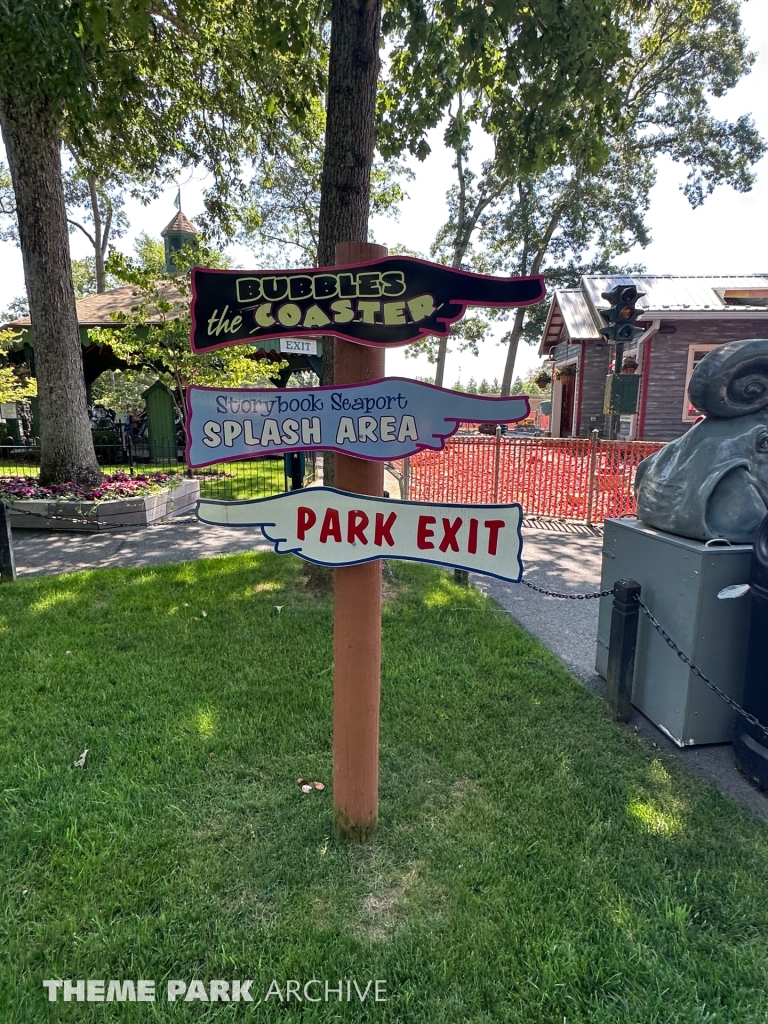 BUBBLES
the COASTER
EXIT
Storybook Seaport
SPLASH AREA
PARK EXIT
THEME PARK ARCHIVE